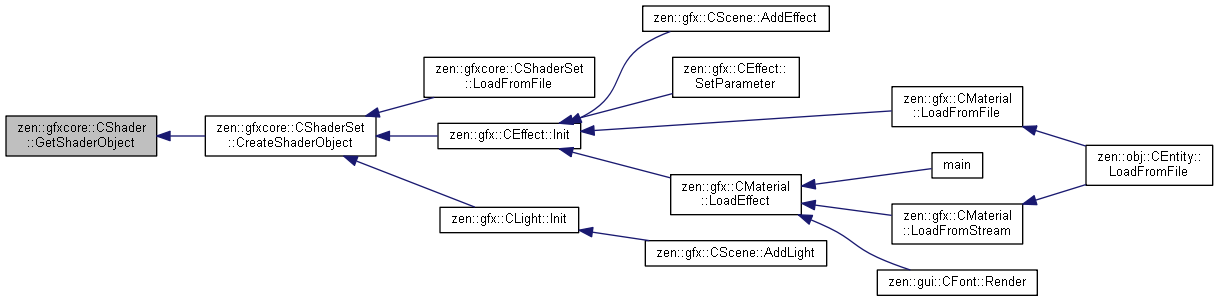 zen::gfxcore::CShader
::GetShaderObject
zen::gfxcore::CShaderSet
::CreateShaderObject
zen::gfxcore::CShaderSet
::LoadFromFile
zen::gfx::CEffect::Init
zen::gfx::CLight::Init
zen::gfx::CScene::AddEffect
zen::gfx::CEffect::
SetParameter
zen::gfx::CMaterial
::LoadEffect
zen::gfx::CScene::AddLight
zen::gfx::CMaterial
::LoadFromFile
main
zen::gfx::CMaterial
::LoadFromStream
zen::gui::CFont::Render
zen::obj::CEntity::
LoadFromFile